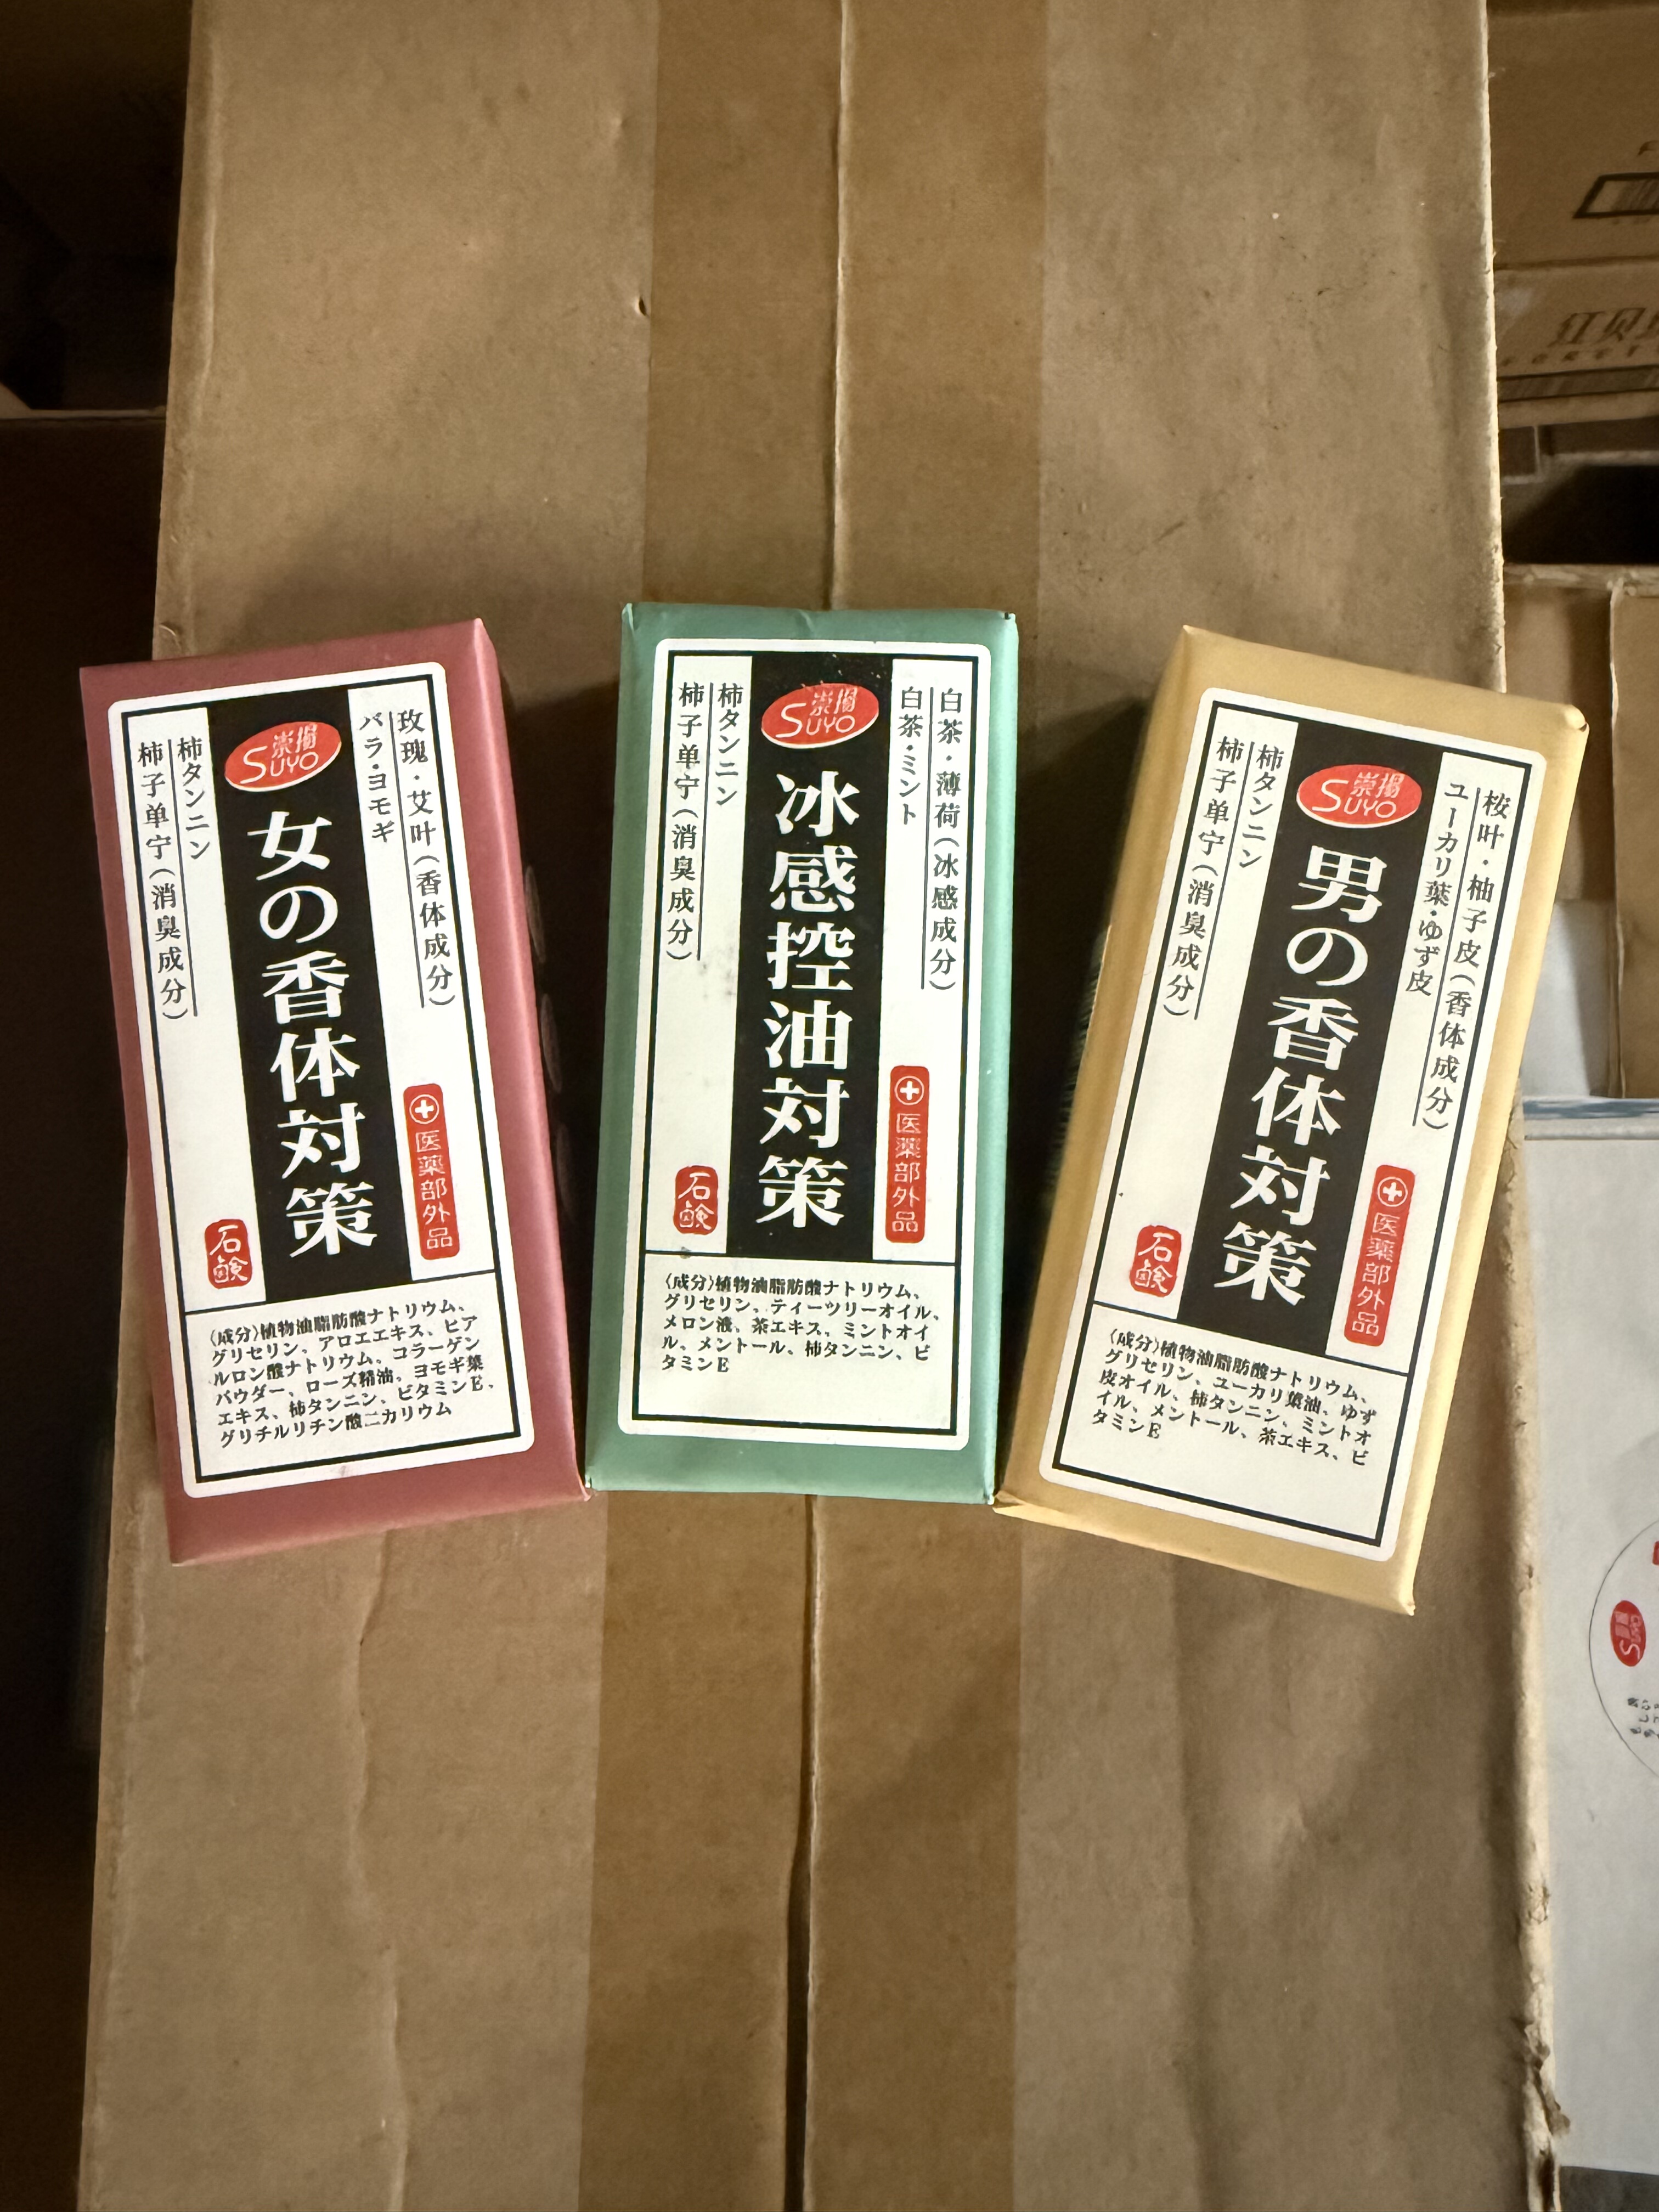 崇揚
SUYO
女の香体対策
玫瑰·艾叶(香体成分)
バラ·ヨモギ
柿タンニン
柿子单宁(消臭成分)
医薬部外品
石鹸
〈成分〉植物油脂肪酸ナトリウム、
グリセリン、アロエエキス、ヒア
ルロン酸ナトリウム、コラーゲン
パウダー、ローズ精油、ヨモギ葉
エキス、柿タンニン、ビタミンE、
グリチルリチン酸二カリウム
崇揚
SUYO
冰感控油対策
白茶·薄荷(冰感成分)
白茶·ミント
柿タンニン
柿子单宁(消臭成分)
医薬部外品
石鹸
〈成分〉植物油脂肪酸ナトリウム、
グリセリン、ティーツリーオイル、
メロン液、茶エキス、ミントオイ
ル、メントール、柿タンニン、ビ
タミンE
崇揚
SUYO
男の香体対策
桉叶·柚子皮(香体成分)
ユーカリ葉·ゆず皮
柿タンニン
柿子单宁(消臭成分)
医薬部外品
石鹸
〈成分〉植物油脂肪酸ナトリウム、
グリセリン、ユーカリ葉油、ゆず
皮オイル、柿タンニン、ミントオ
イル、メントール、茶エキス、ビ
タミンE
红贝